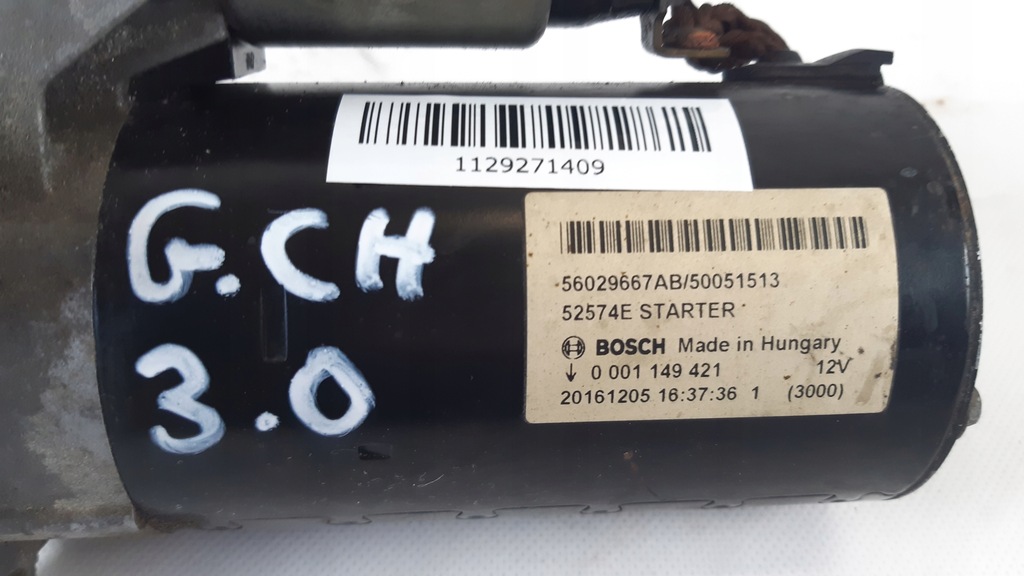 1129271409
G.CH
3.0
56029667AB/50051513
52574E STARTER
BOSCH Made in Hungary
↓ 0 001 149 421 12V
20161205 16:37:36 1 (3000)